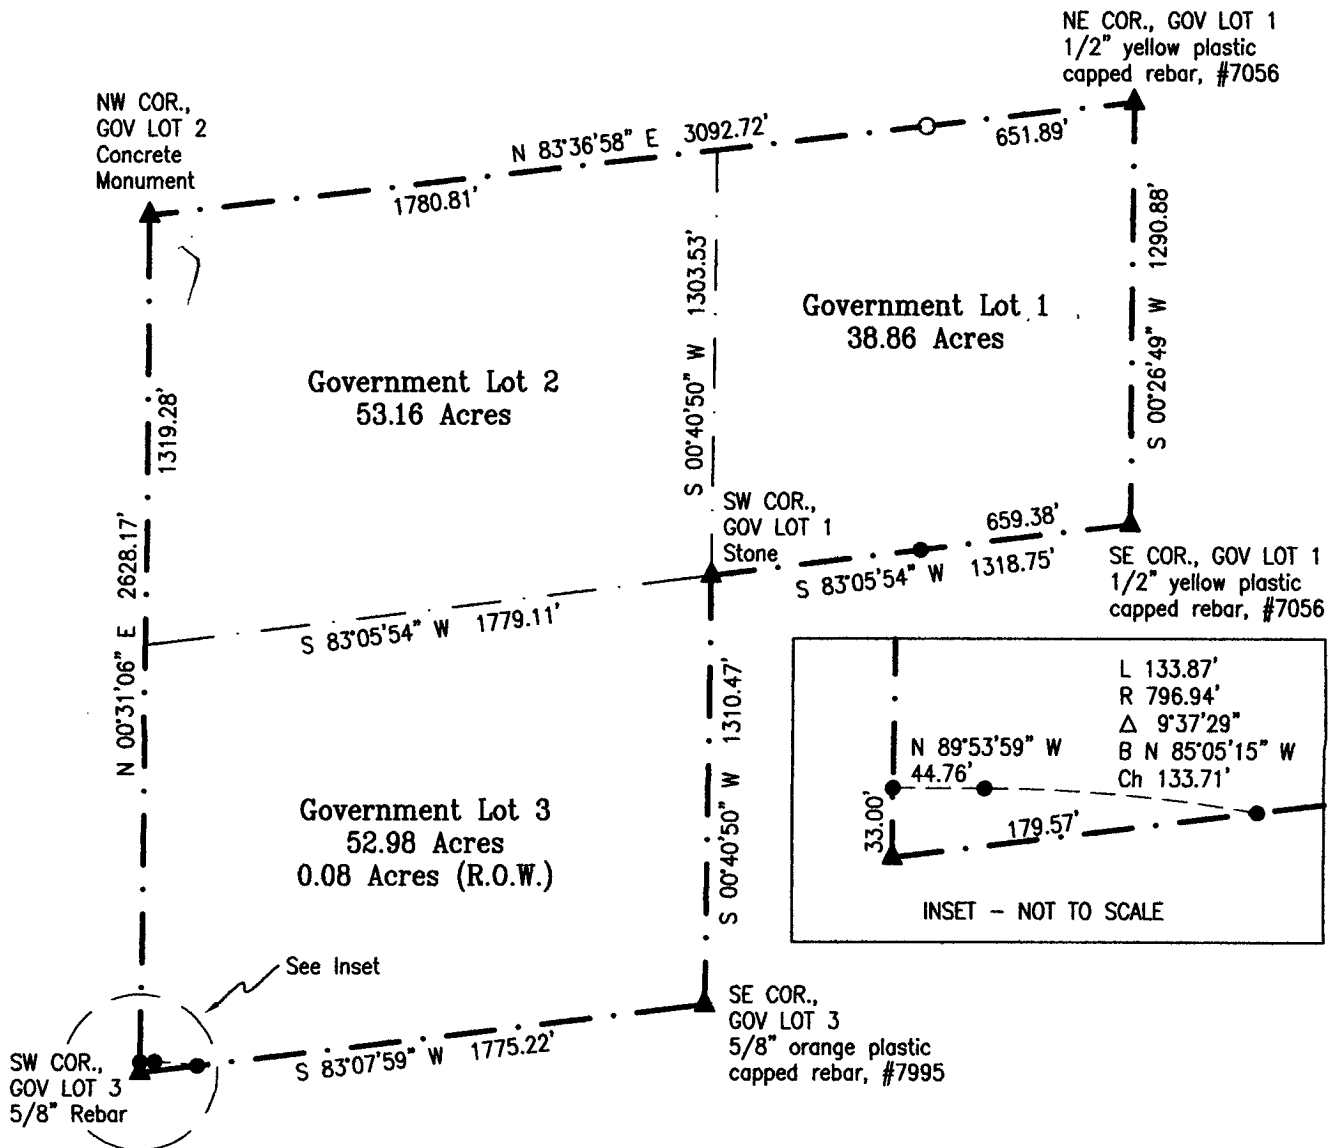 NE COR., GOV LOT 1
1/2" yellow plastic
capped rebar, #7056
NW COR.,
GOV LOT 2
Concrete
Monument
N 83°36'58" E 3092.72'
651.89'
1780.81'
1303.53'
S 00°40'50" W
1290.88'
S 00°26'49" W
Government Lot 1
38.86 Acres
Government Lot 2
53.16 Acres
1319.28'
N 00°31'06" E 2628.17'
SW COR.,
GOV LOT 1
Stone
659.38'
S 83°05'54" W 1318.75'
SE COR., GOV LOT 1
1/2" yellow plastic
capped rebar, #7056
S 83°05'54" W 1779.11'
S 00°40'50" W 1310.47'
Government Lot 3
52.98 Acres
0.08 Acres (R.O.W.)
L 133.87'
R 796.94'
Δ 9°37'29"
B N 85°05'15" W
Ch 133.71'
N 89°53'59" W
44.76'
33.00'
179.57'
INSET - NOT TO SCALE
See Inset
SE COR.,
GOV LOT 3
5/8" orange plastic
capped rebar, #7995
S 83°07'59" W 1775.22'
SW COR.,
GOV LOT 3
5/8" Rebar